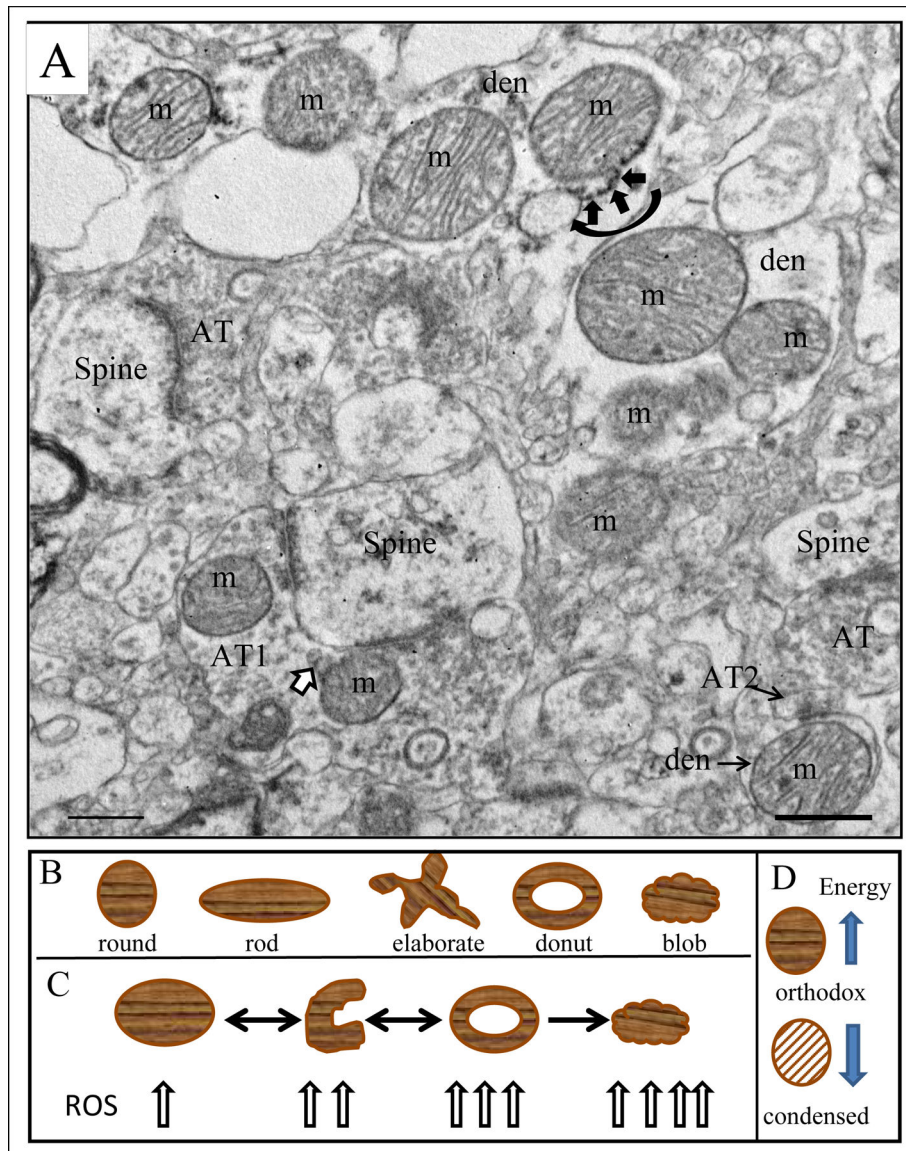 A
m
m
den
m
m
den
m
m
AT
Spine
m
m
Spine
Spine
m
AT1
m
AT
AT2
den
m
B
round
rod
elaborate
donut
blob
C
ROS
D
Energy
orthodox
condensed